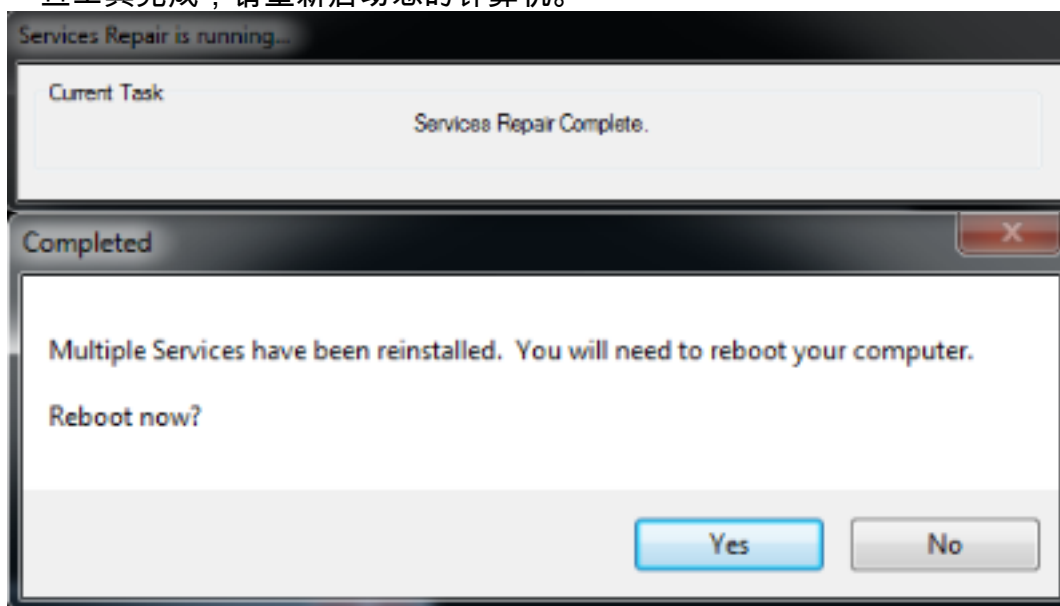 工具完成，请重新启动您的计算机。
Services Repair is running...
Current Task
Services Repair Complete.
Completed
Multiple Services have been reinstalled. You will need to reboot your computer.
Reboot now?
Yes
No